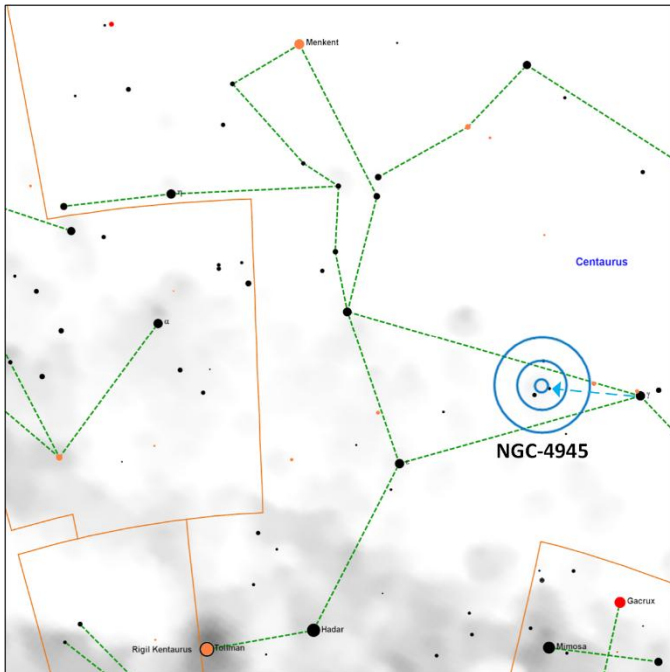 Menkent
η
Centaurus
α
γ
NGC-4945
ε
Gacrux
Hadar
Rigil Kentaurus
Toliman
Mimosa